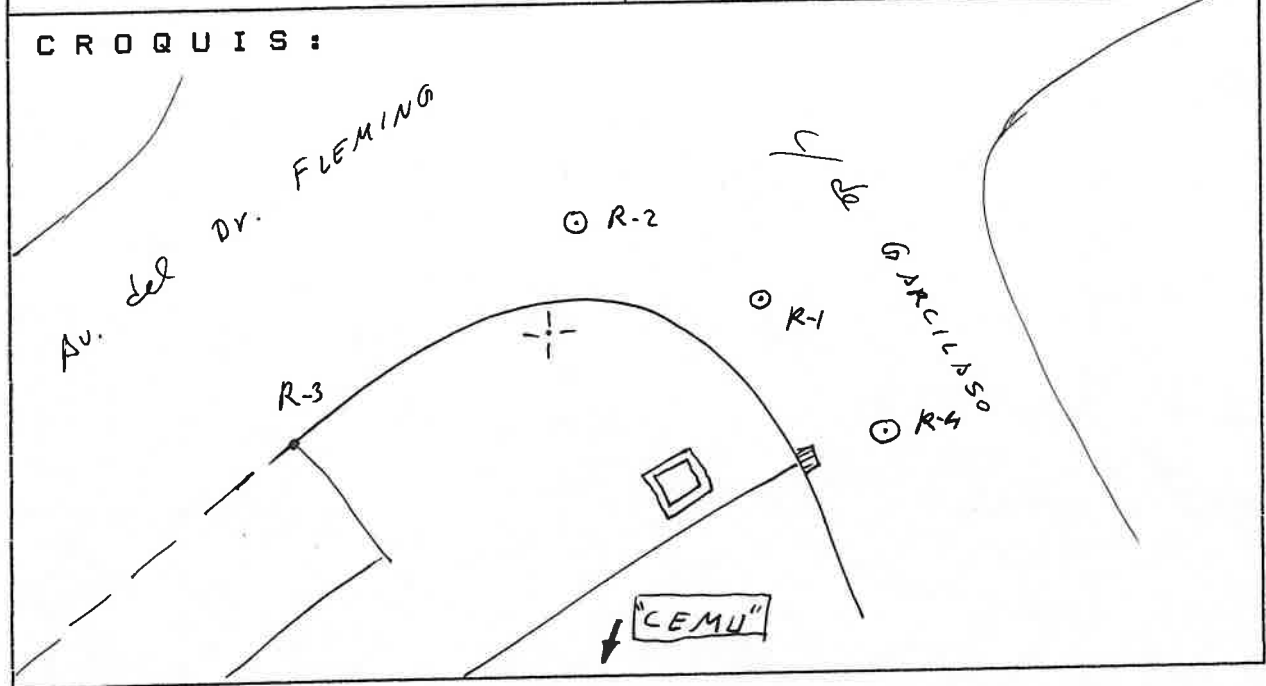 CROQUIS:
Av. del Dr. FLEMING
R-2
de GARCILASO
R-1
R-3
R-4
"CEMU"